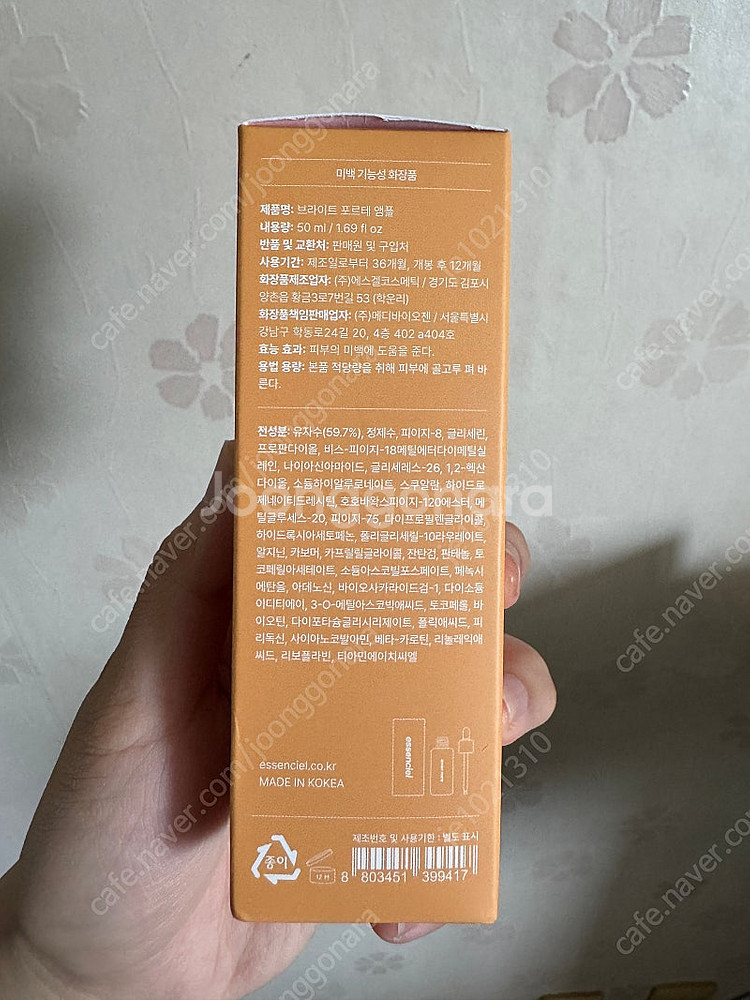 미백 기능성 화장품
제품명: 브라이트 포르테 앰플
내용량: 50 ml / 1.69 fl oz
반품 및 교환처: 판매원 및 구입처
사용기간: 제조일로부터 36개월, 개봉 후 12개월
화장품제조업자: (주)에스겔코스메틱 / 경기도 김포시
양촌읍 황금3로7번길 53 (학운리)
화장품책임판매업자: (주)메디바이오젠 / 서울특별시
강남구 학동로24길 20, 4층 402 a404호
효능 효과: 피부의 미백에 도움을 준다.
용법 용량: 본품 적당량을 취해 피부에 골고루 펴 바
른다.
전성분: 유자수(59.7%), 정제수, 피이지-8, 글리세린,
프로판다이올, 비스-피이지-18메틸에터다이메틸실
레인, 나이아신아마이드, 글리세레스-26, 1,2-헥산
다이올, 소듐하이알루로네이트, 스쿠알란, 하이드로
제네이티드레시틴, 호호바왁스피이지-120에스터, 메
틸글루세스-20, 피이지-75, 다이프로필렌글라이콜,
하이드록시아세토페논, 폴리글리세릴-10라우레이트,
알지닌, 카보머, 카프릴릴글라이콜, 잔탄검, 판테놀, 토
코페릴아세테이트, 소듐아스코빌포스페이트, 페녹시
에탄올, 아데노신, 바이오사카라이드검-1, 다이소듐
이디티에이, 3-O-에틸아스코빅애씨드, 토코페롤, 바
이오틴, 다이포타슘글리시리제이트, 폴릭애씨드, 피
리독신, 사이아노코발아민, 베타-카로틴, 리놀레익애
씨드, 리보플라빈, 티아민에이치씨엘
essenciel.co.kr
MADE IN KOREA
essenciel
제조번호 및 사용기한 : 별도 표시
종이
12 M
8 803451 399417
Joonggonara
cafe.naver.com/joonggonara
1021310